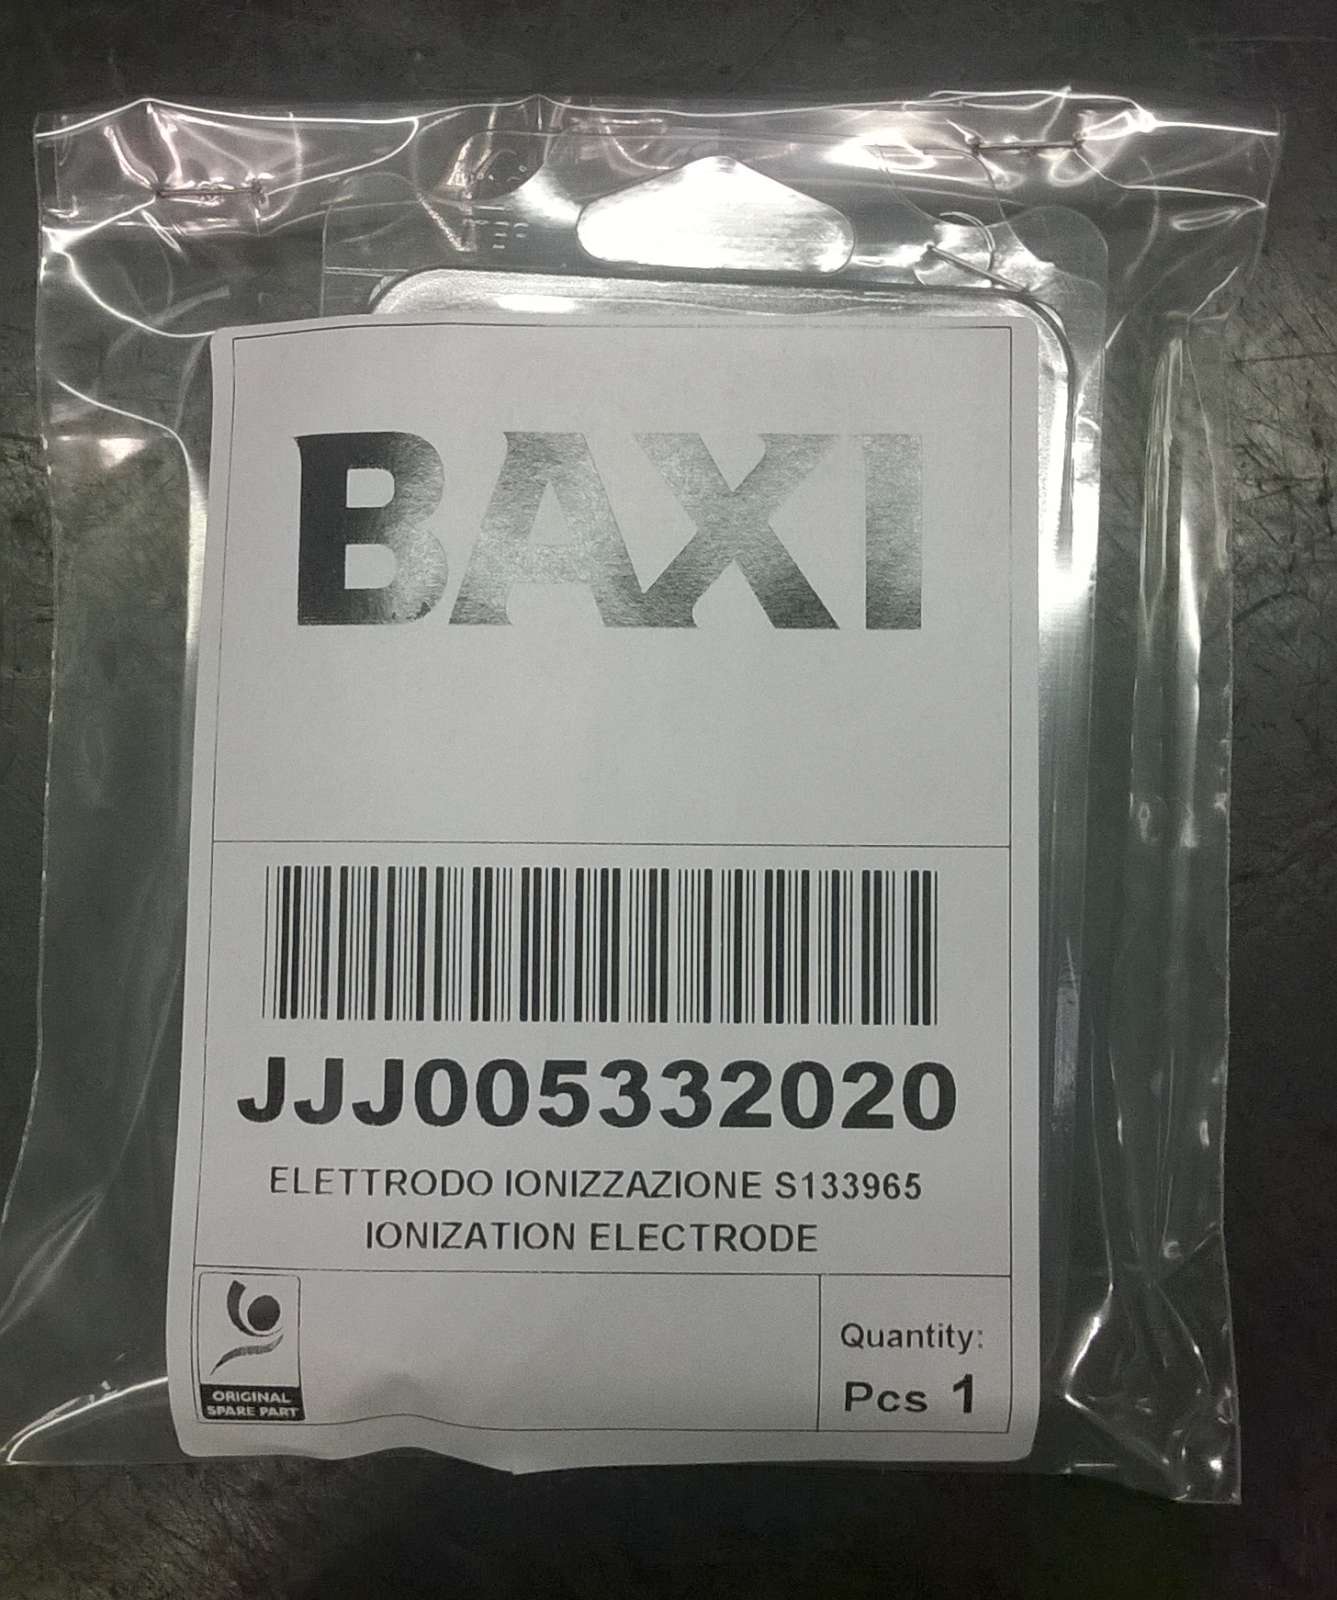 BAXI
JJJ005332020
ELETTRODO IONIZZAZIONE S133965
IONIZATION ELECTRODE
ORIGINAL
SPARE PART
Quantity:
Pcs 1